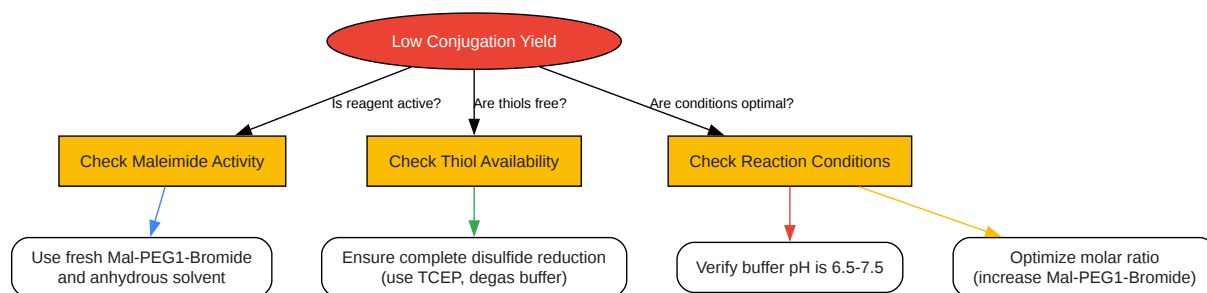 Low Conjugation Yield
Is reagent active?
Are thiols free?
Are conditions optimal?
Check Maleimide Activity
Check Thiol Availability
Check Reaction Conditions
Use fresh Mal-PEG1-Bromide
and anhydrous solvent
Ensure complete disulfide reduction
(use TCEP, degas buffer)
Verify buffer pH is 6.5-7.5
Optimize molar ratio
(increase Mal-PEG1-Bromide)